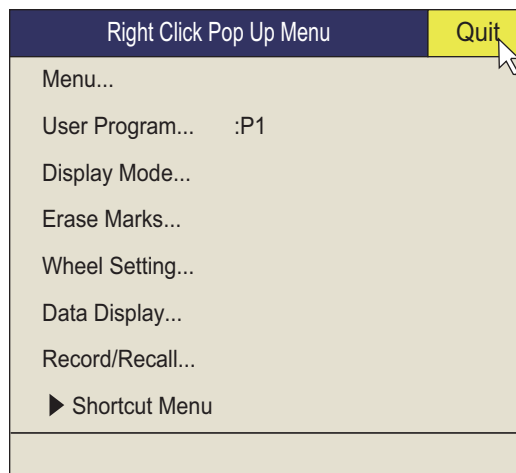 Right Click Pop Up Menu Quit
Menu...
User Program... :P1
Display Mode...
Erase Marks...
Wheel Setting...
Data Display...
Record/Recall...
▶ Shortcut Menu